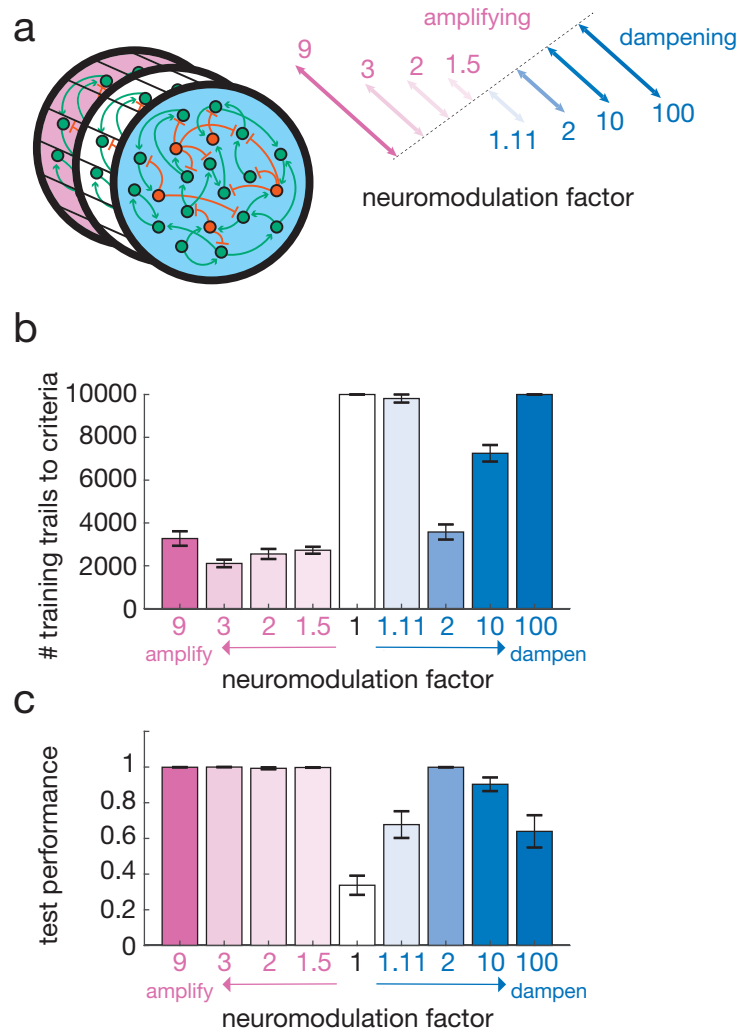 a
amplifying
dampening
9
3
2
1.5
1.11
2
10
100
neuromodulation factor
b
# training trails to criteria
10000
8000
6000
4000
2000
0
9 3 2 1.5 1 1.11 2 10 100
amplify dampen
neuromodulation factor
c
test performance
1
0.8
0.6
0.4
0.2
0
9 3 2 1.5 1 1.11 2 10 100
amplify dampen
neuromodulation factor